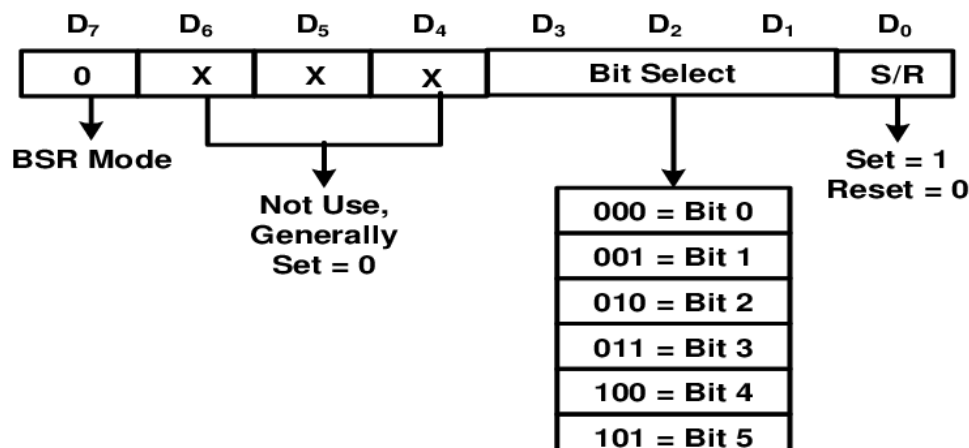 D₇ D₆ D₅ D₄ D₃ D₂ D₁ D₀
0 X X X Bit Select S/R
BSR Mode
Not Use,
Generally
Set = 0
Set = 1
Reset = 0
000 = Bit 0
001 = Bit 1
010 = Bit 2
011 = Bit 3
100 = Bit 4
101 = Bit 5